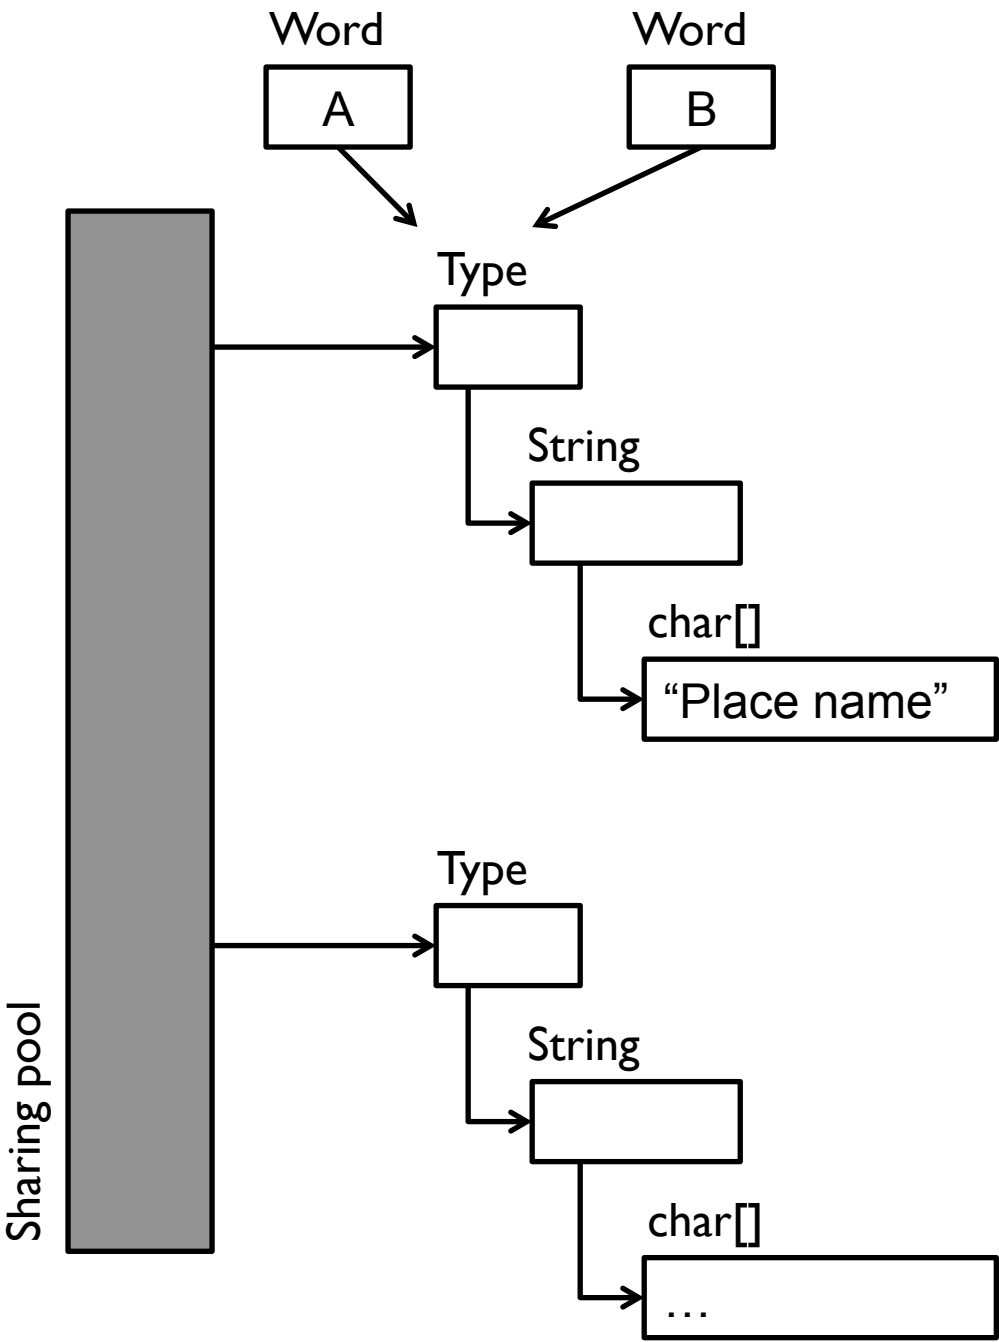 Word
Word
A
B
Type
String
char[]
“Place name”
Type
String
char[]
…
Sharing pool